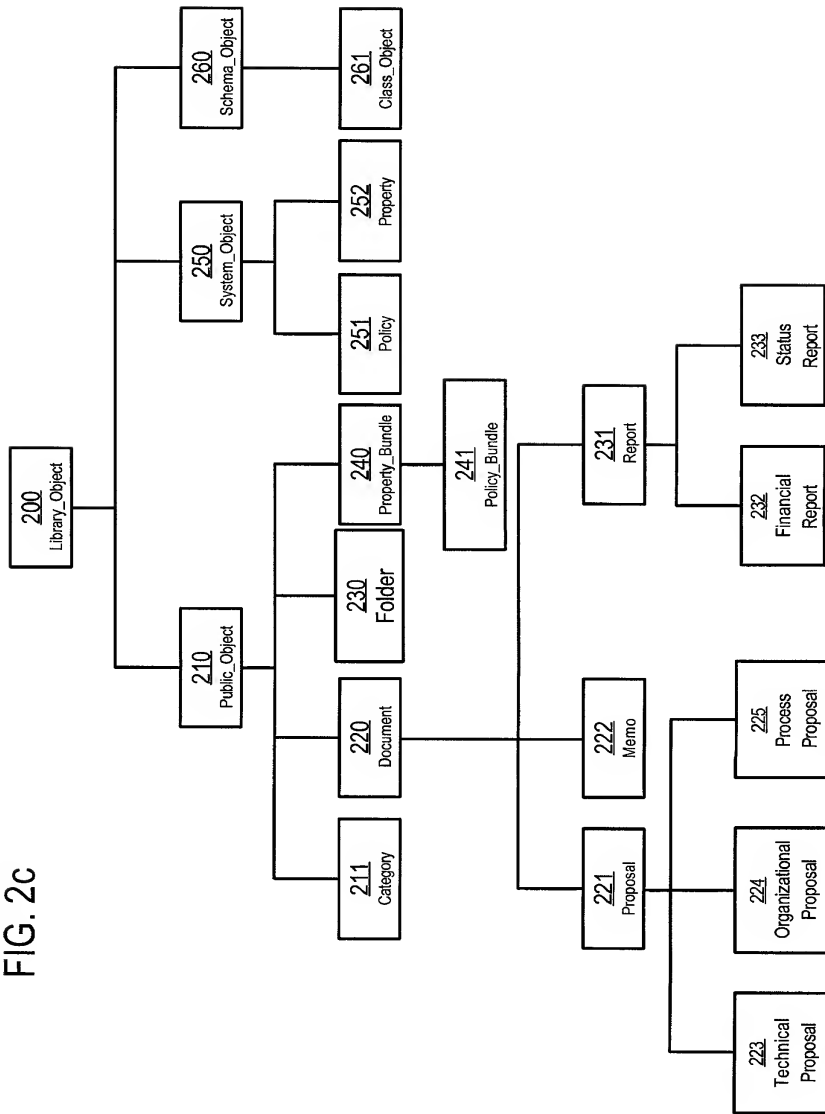 FIG. 2c
200
Library_Object
210
Public_Object
250
System_Object
260
Schema_Object
211
Category
220
Document
230
Folder
240
Property_Bundle
251
Policy
252
Property
261
Class_Object
241
Policy_Bundle
221
Proposal
222
Memo
231
Report
223
Technical
Proposal
224
Organizational
Proposal
225
Process
Proposal
232
Financial
Report
233
Status
Report